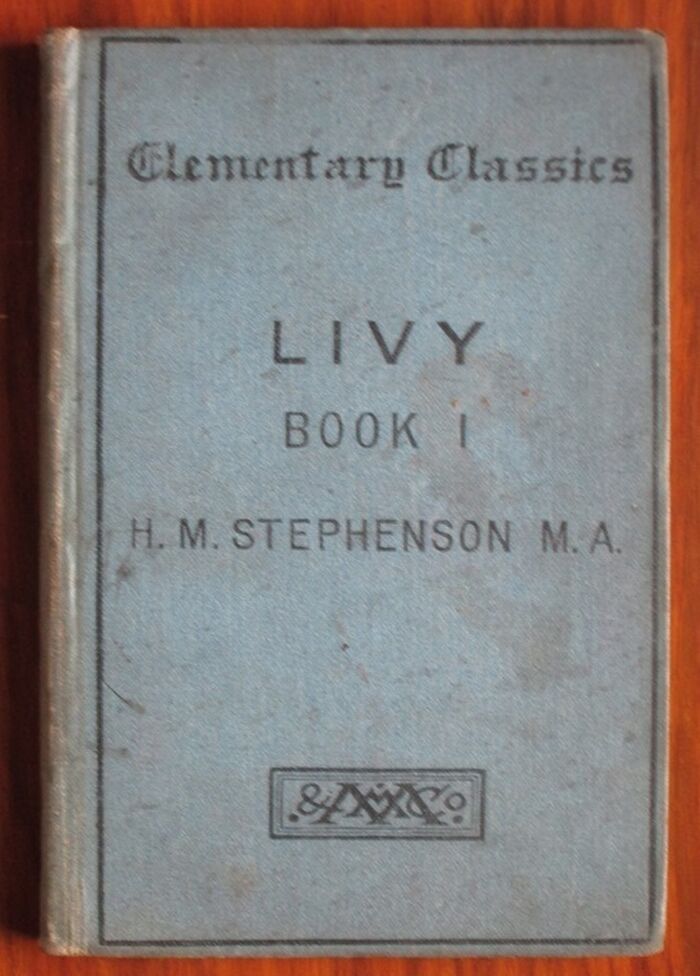 Elementary Classics
LIVY
BOOK I
H. M. STEPHENSON M. A.